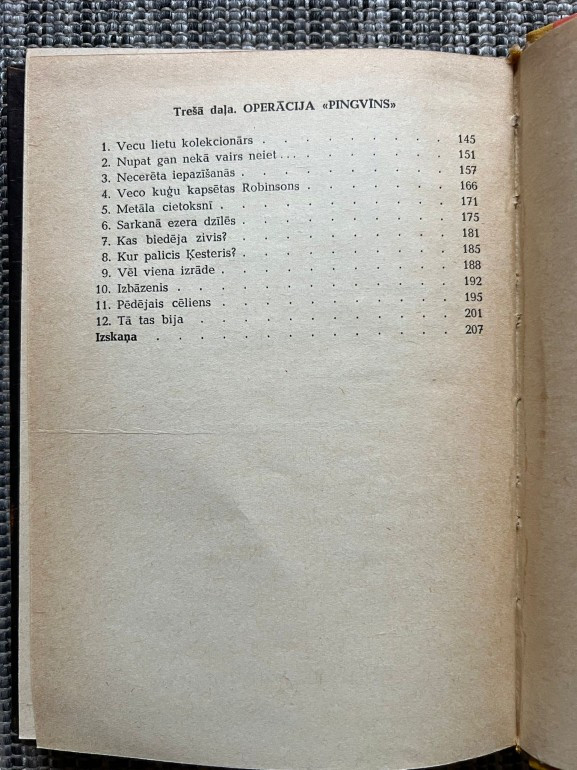 Trešā daļa. OPERĀCIJA «PINGVĪNS»
1. Vecu lietu kolekcionārs . . . . . . . . 145
2. Nupat gan nekā vairs neiet... . . . . . . . 151
3. Necerēta iepazīšanās . . . . . . . . . 157
4. Veco kuģu kapsētas Robinsons . . . . . . 166
5. Metāla cietoksnī . . . . . . . . . . 171
6. Sarkanā ezera dzīlēs . . . . . . . . . 175
7. Kas biedēja zivis? . . . . . . . . . 181
8. Kur palicis Ķesteris? . . . . . . . . . 185
9. Vēl viena izrāde . . . . . . . . . . 188
10. Izbāzenis . . . . . . . . . . . . 192
11. Pēdējais cēliens . . . . . . . . . . 195
12. Tā tas bija . . . . . . . . . . . 201
Izskaņa . . . . . . . . . . . . . 207